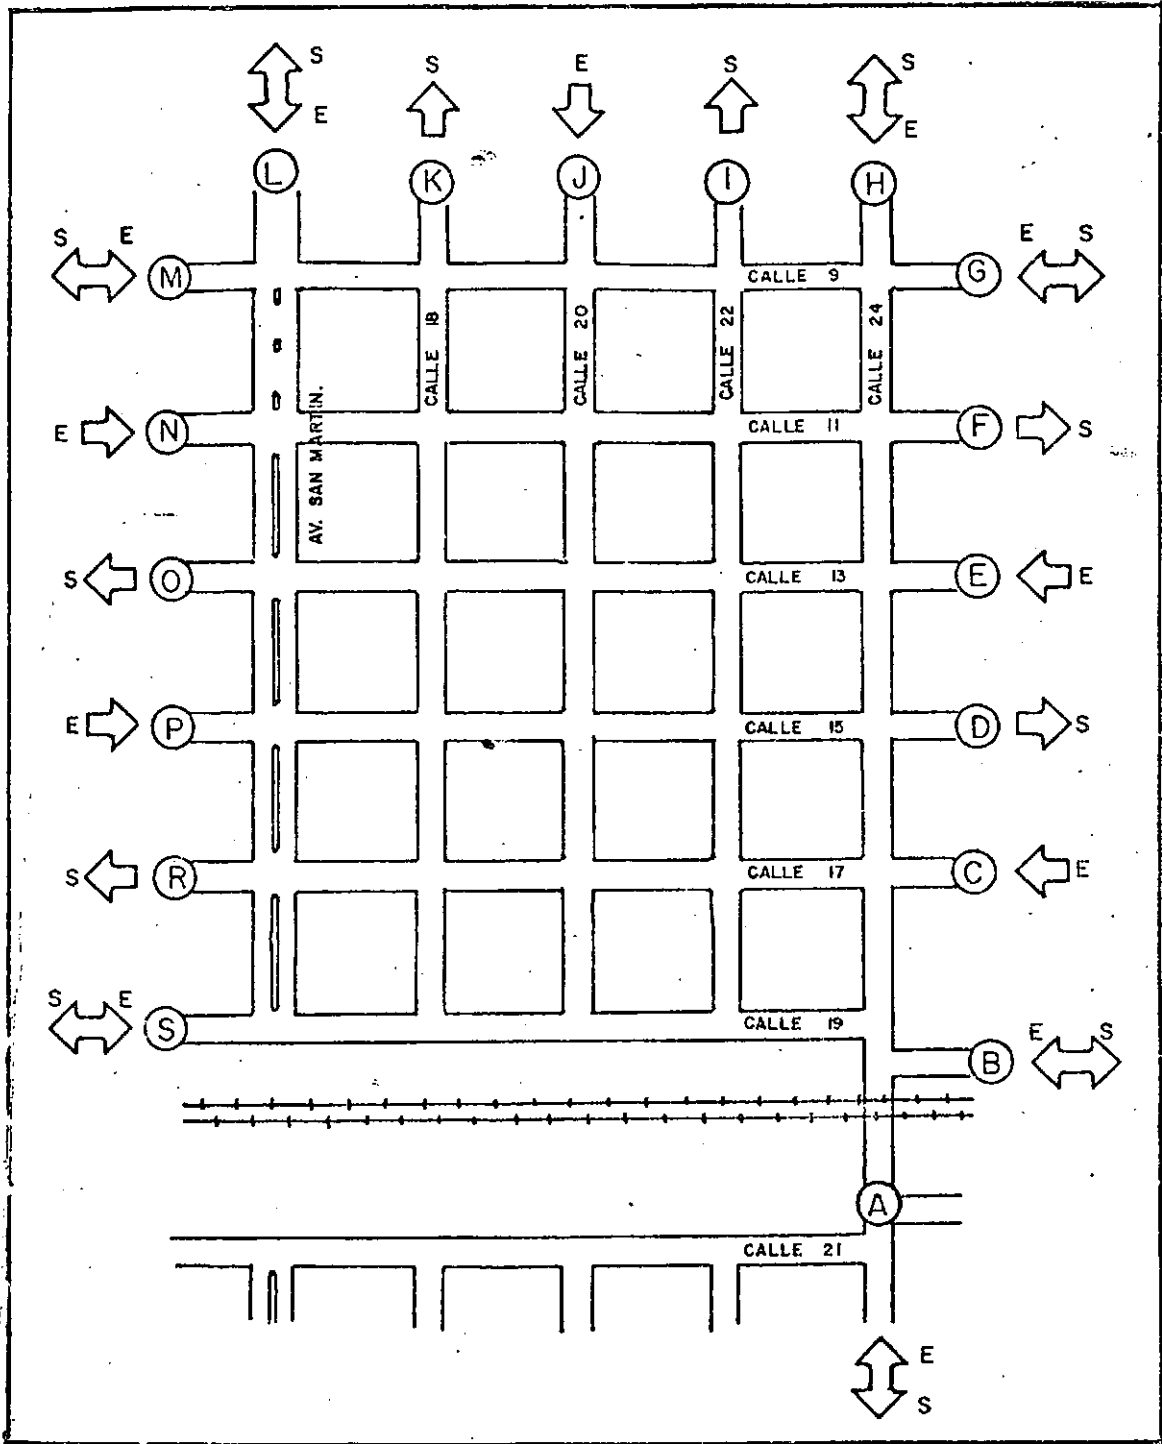 S
E
S
E
S
S
E
L
K
J
I
H
S E
M
CALLE 9
G
E S
CALLE 18
CALLE 20
CALLE 22
CALLE 24
AV. SAN MARTIN.
E
N
CALLE 11
F
S
S
O
CALLE 13
E
E
E
P
CALLE 15
D
S
S
R
CALLE 17
C
E
S E
S
CALLE 19
B
E S
A
CALLE 21
E
S